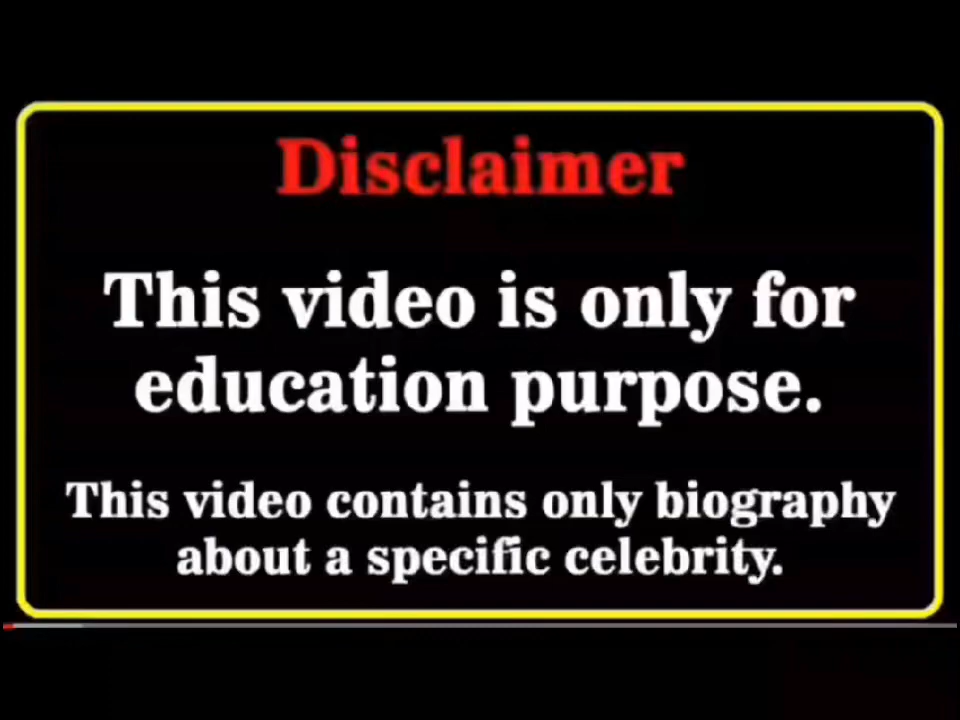 Disclaimer
This video is only for
education purpose.
This video contains only biography
about a specific celebrity.